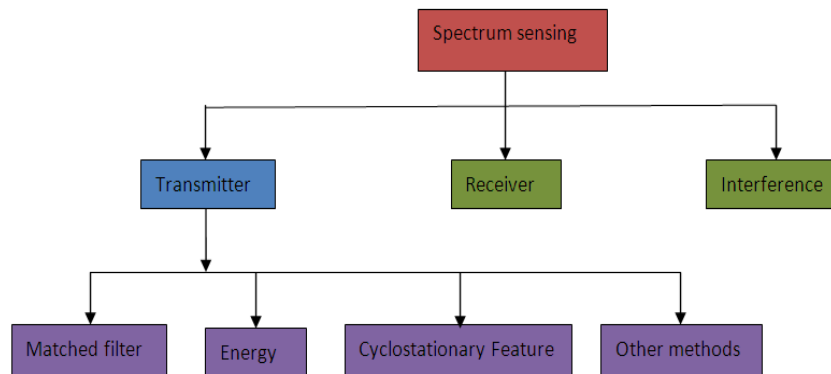 Spectrum sensing
Transmitter
Receiver
Interference
Matched filter
Energy
Cyclostationary Feature
Other methods